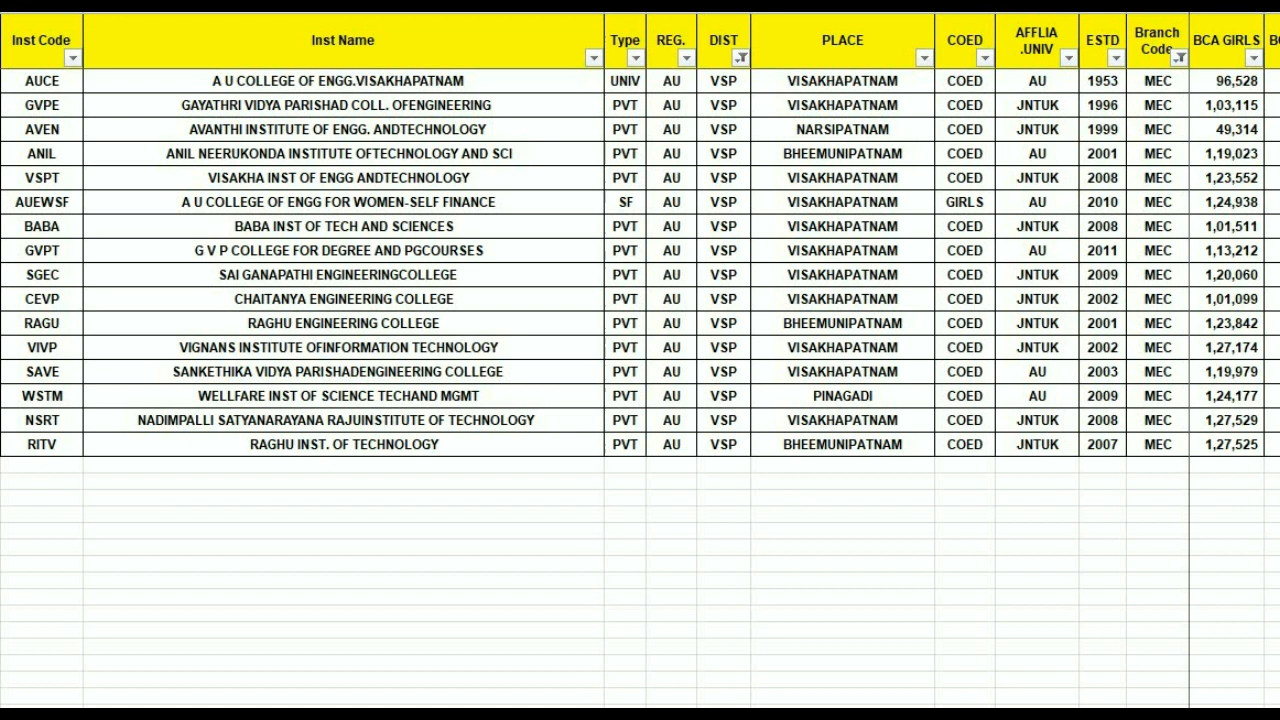 Inst Code Inst Name Type REG. DIST PLACE COED AFFLIA .UNIV ESTD Branch Code BCA GIRLS
AUCE A U COLLEGE OF ENGG.VISAKHAPATNAM UNIV AU VSP VISAKHAPATNAM COED AU 1953 MEC 96,528
GVPE GAYATHRI VIDYA PARISHAD COLL. OFENGINEERING PVT AU VSP VISAKHAPATNAM COED JNTUK 1996 MEC 1,03,115
AVEN AVANTHI INSTITUTE OF ENGG. ANDTECHNOLOGY PVT AU VSP NARSIPATNAM COED JNTUK 1999 MEC 49,314
ANIL ANIL NEERUKONDA INSTITUTE OFTECHNOLOGY AND SCI PVT AU VSP BHEEMUNIPATNAM COED AU 2001 MEC 1,19,023
VSPT VISAKHA INST OF ENGG ANDTECHNOLOGY PVT AU VSP VISAKHAPATNAM COED JNTUK 2008 MEC 1,23,552
AUEWSF A U COLLEGE OF ENGG FOR WOMEN-SELF FINANCE SF AU VSP VISAKHAPATNAM GIRLS AU 2010 MEC 1,24,938
BABA BABA INST OF TECH AND SCIENCES PVT AU VSP VISAKHAPATNAM COED JNTUK 2008 MEC 1,01,511
GVPT G V P COLLEGE FOR DEGREE AND PGCOURSES PVT AU VSP VISAKHAPATNAM COED AU 2011 MEC 1,13,212
SGEC SAI GANAPATHI ENGINEERINGCOLLEGE PVT AU VSP VISAKHAPATNAM COED JNTUK 2009 MEC 1,20,060
CEVP CHAITANYA ENGINEERING COLLEGE PVT AU VSP VISAKHAPATNAM COED JNTUK 2002 MEC 1,01,099
RAGU RAGHU ENGINEERING COLLEGE PVT AU VSP BHEEMUNIPATNAM COED JNTUK 2001 MEC 1,23,842
VIVP VIGNANS INSTITUTE OFINFORMATION TECHNOLOGY PVT AU VSP VISAKHAPATNAM COED JNTUK 2002 MEC 1,27,174
SAVE SANKETHIKA VIDYA PARISHADENGINEERING COLLEGE PVT AU VSP VISAKHAPATNAM COED AU 2003 MEC 1,19,979
WSTM WELLFARE INST OF SCIENCE TECHAND MGMT PVT AU VSP PINAGADI COED AU 2009 MEC 1,24,177
NSRT NADIMPALLI SATYANARAYANA RAJUINSTITUTE OF TECHNOLOGY PVT AU VSP VISAKHAPATNAM COED JNTUK 2008 MEC 1,27,529
RITV RAGHU INST. OF TECHNOLOGY PVT AU VSP BHEEMUNIPATNAM COED JNTUK 2007 MEC 1,27,525